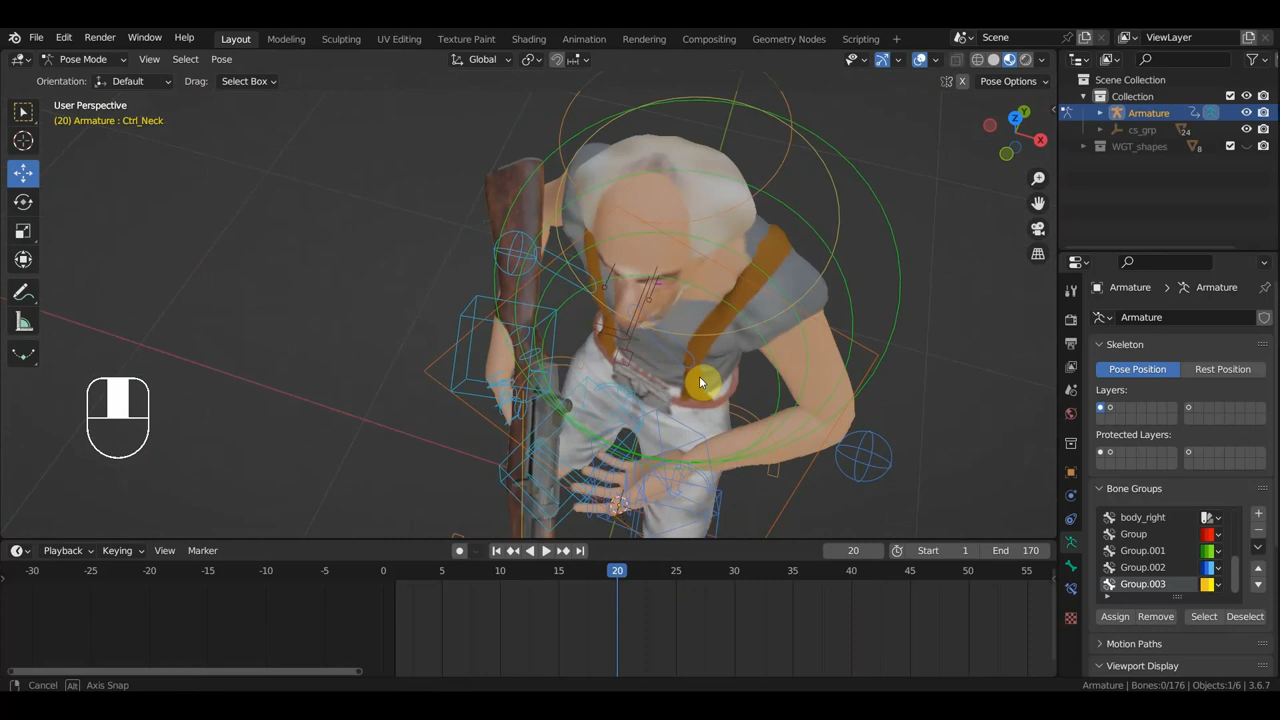 File Edit Render Window Help Layout Modeling Sculpting UV Editing Texture Paint Shading Animation Rendering Compositing Geometry Nodes Scripting + Scene ViewLayer
Pose Mode View Select Pose Global
Orientation: Default Drag: Select Box X Pose Options
User Perspective
(20) Armature : Ctrl_Neck
Z
Y
X
Scene Collection
Collection
Armature
cs_grp 24
WGT_shapes 8
Armature > Armature
Armature
Skeleton
Pose Position Rest Position
Layers:
Protected Layers:
Bone Groups
body_right
Group
Group.001
Group.002
Group.003
Assign Remove Select Deselect
Motion Paths
Viewport Display
Playback Keying View Marker 20 Start 1 End 170
-30 -25 -20 -15 -10 -5 0 5 10 15 20 25 30 35 40 45 50 55
Cancel Alt Axis Snap Armature | Bones:0/176 | Objects:1/6 | 3.6.7